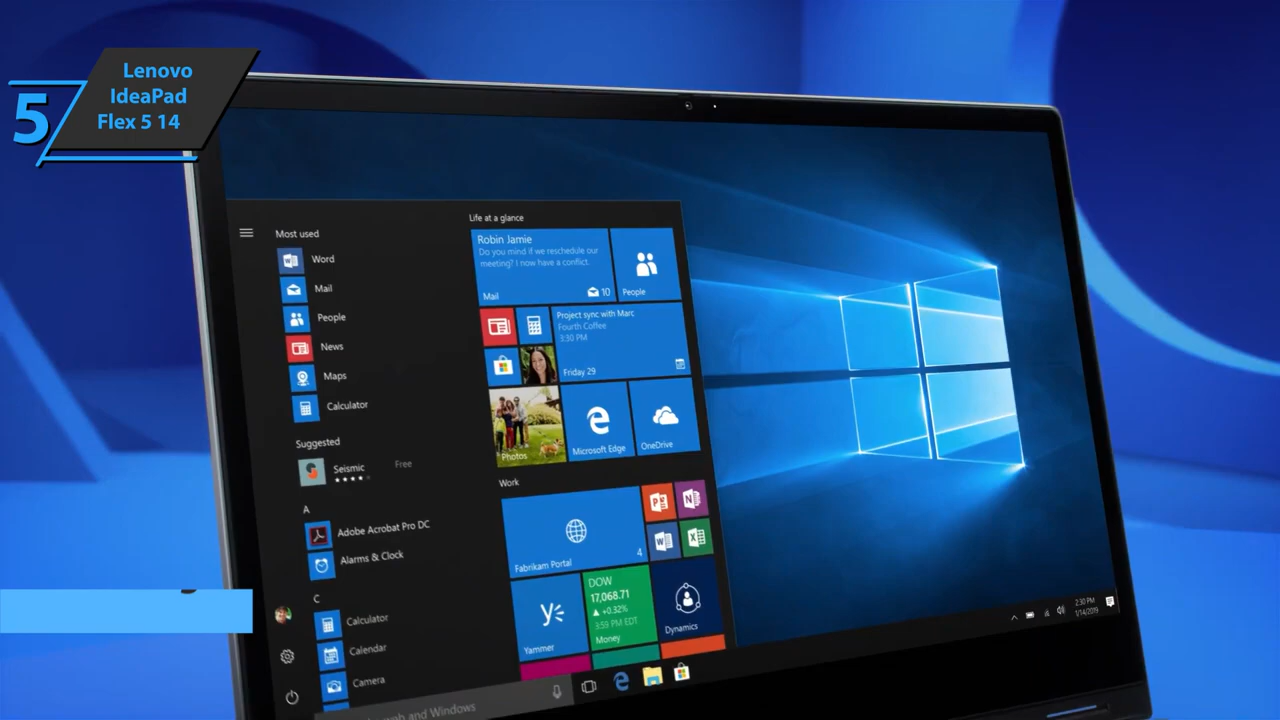 5
Lenovo
IdeaPad
Flex 5 14
Most used
Word
Mail
People
News
Maps
Calculator
Suggested
Seismic
Free
A
Adobe Acrobat Pro DC
Alarms & Clock
C
Calculator
Calendar
Camera
web and Windows
Life at a glance
Robin Jamie
Do you mind if we reschedule our
meeting? I now have a conflict.
Mail
10
People
Project sync with Marc
Fourth Coffee
3:30 PM
Friday 29
Photos
Microsoft Edge
OneDrive
Work
Fabrikam Portal
4
Yammer
DOW
17,068.71
▲ +0.32%
3:59 PM EDT
Money
Dynamics
2:30 PM
1/14/2019